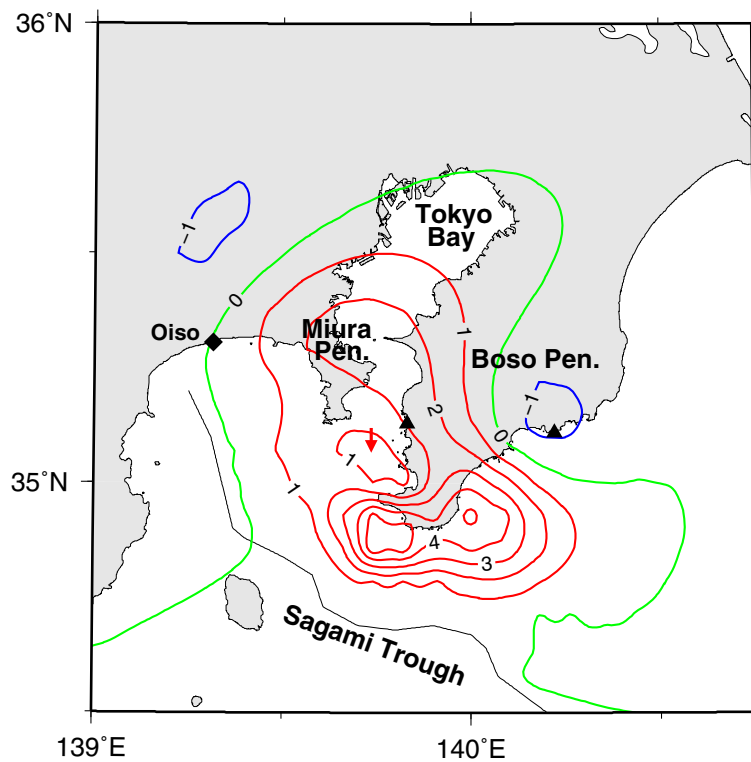 36°N
Tokyo
Bay
−1
0
Oiso
Miura
Pen.
1
Boso Pen.
−1
2
0
1
35°N
1
4
3
Sagami Trough
139°E
140°E